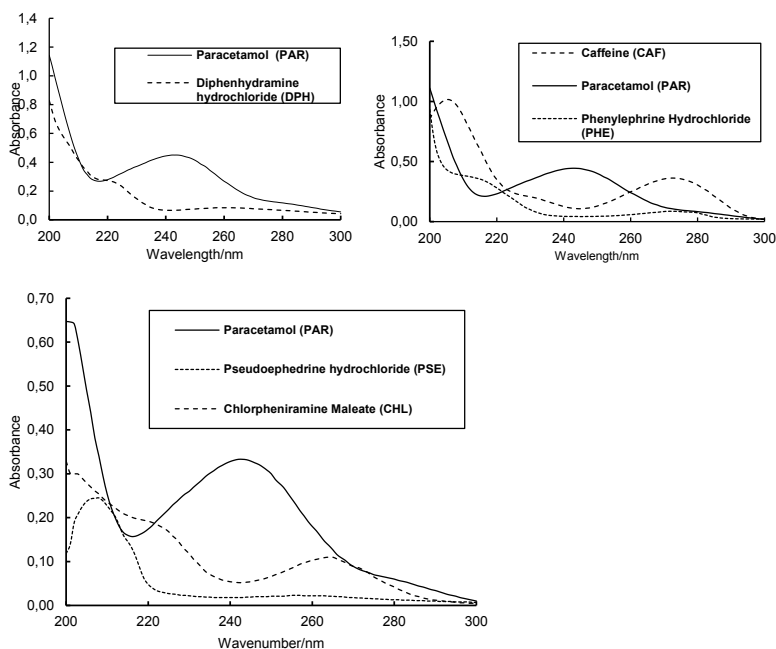 1,4
1,2
1,0
0,8
0,6
0,4
0,2
0,0
Absorbance
Paracetamol (PAR)
Diphenhydramine
hydrochloride (DPH)
200 220 240 260 280 300
Wavelength/nm
1,50
1,00
0,50
0,00
Absorbance
Caffeine (CAF)
Paracetamol (PAR)
Phenylephrine Hydrochloride
(PHE)
200 220 240 260 280 300
Wavelength/nm
0,70
0,60
0,50
0,40
0,30
0,20
0,10
0,00
Absorbance
Paracetamol (PAR)
Pseudoephedrine hydrochloride (PSE)
Chlorpheniramine Maleate (CHL)
200 220 240 260 280 300
Wavenumber/nm